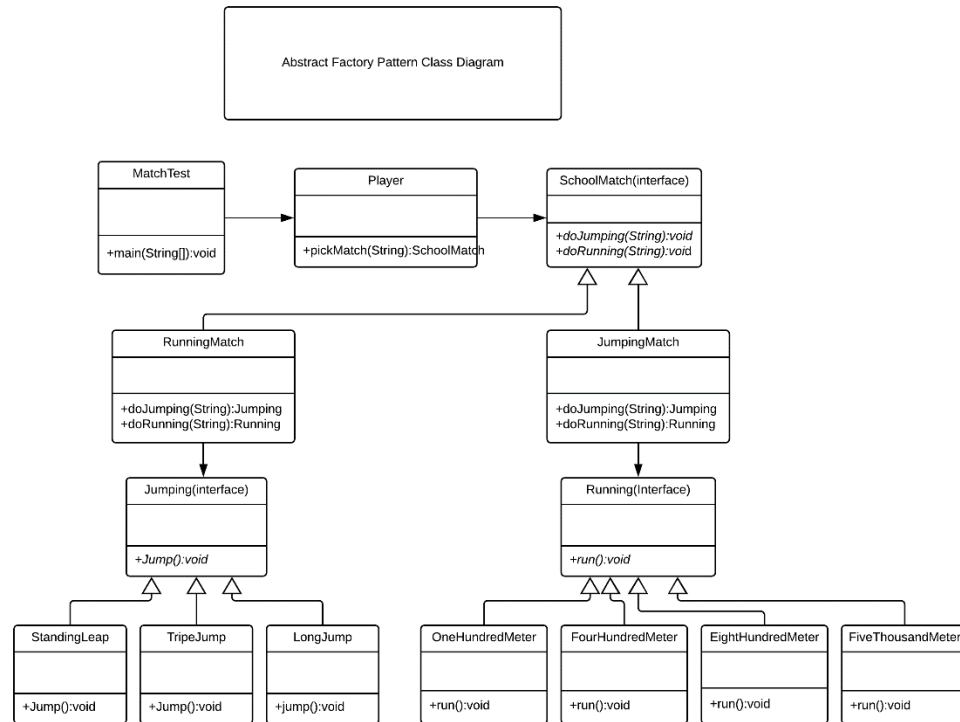 Abstract Factory Pattern Class Diagram
MatchTest
+main(String[]):void
Player
+pickMatch(String):SchoolMatch
SchoolMatch(interface)
+doJumping(String):void
+doRunning(String):void
RunningMatch
+doJumping(String):Jumping
+doRunning(String):Running
JumpingMatch
+doJumping(String):Jumping
+doRunning(String):Running
Jumping(interface)
+Jump():void
Running(Interface)
+run():void
StandingLeap
+Jump():void
TripeJump
+Jump():void
LongJump
+jump():void
OneHundredMeter
+run():void
FourHundredMeter
+run():void
EightHundredMeter
+run():void
FiveThousandMeter
+run():void